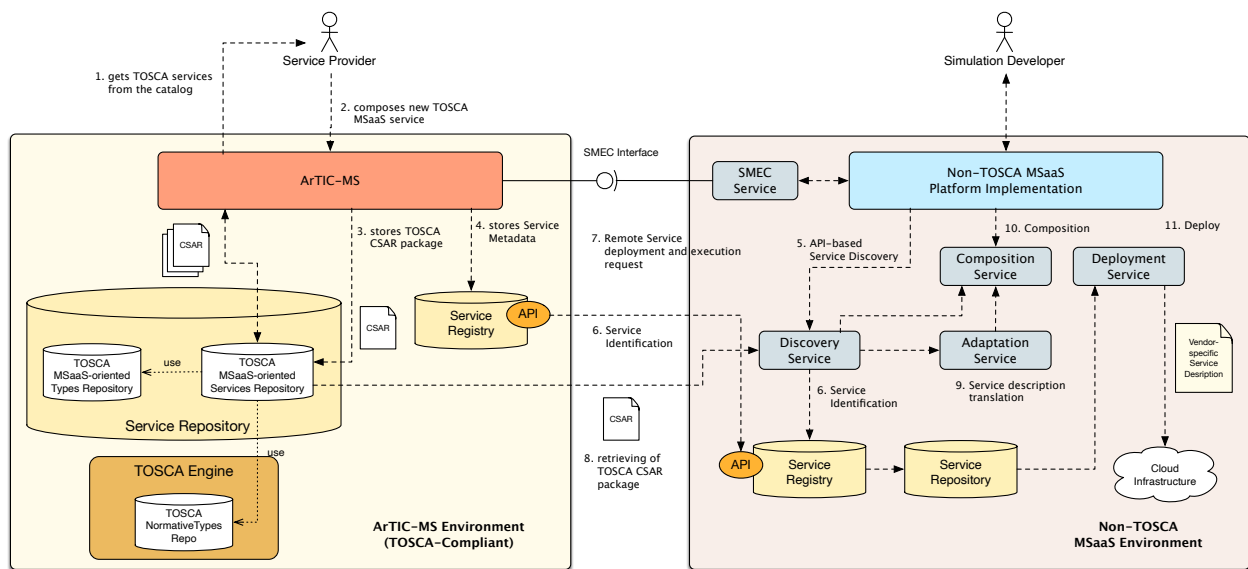 Service Provider
Simulation Developer
1. gets TOSCA services
from the catalog
2. composes new TOSCA
MSaaS service
ArTIC-MS
SMEC Interface
SMEC
Service
Non-TOSCA MSaaS
Platform Implementation
CSAR
3. stores TOSCA
CSAR package
4. stores Service
Metadata
7. Remote Service
deployment and execution
request
5. API-based
Service Discovery
10. Composition
11. Deploy
Composition
Service
Deployment
Service
CSAR
Service
Registry
API
6. Service
Identification
Discovery
Service
Adaptation
Service
Vendor-
specific
Service
Desription
TOSCA
MSaaS-oriented
Types Repository
use
TOSCA
MSaaS-oriented
Services Repository
Service Repository
6. Service
Identification
9. Service description
translation
CSAR
8. retrieving of
TOSCA CSAR
package
use
TOSCA Engine
TOSCA
NormativeTypes
Repo
API
Service
Registry
Service
Repository
Cloud
Infrastructure
ArTIC-MS Environment
(TOSCA-Compliant)
Non-TOSCA
MSaaS Environment